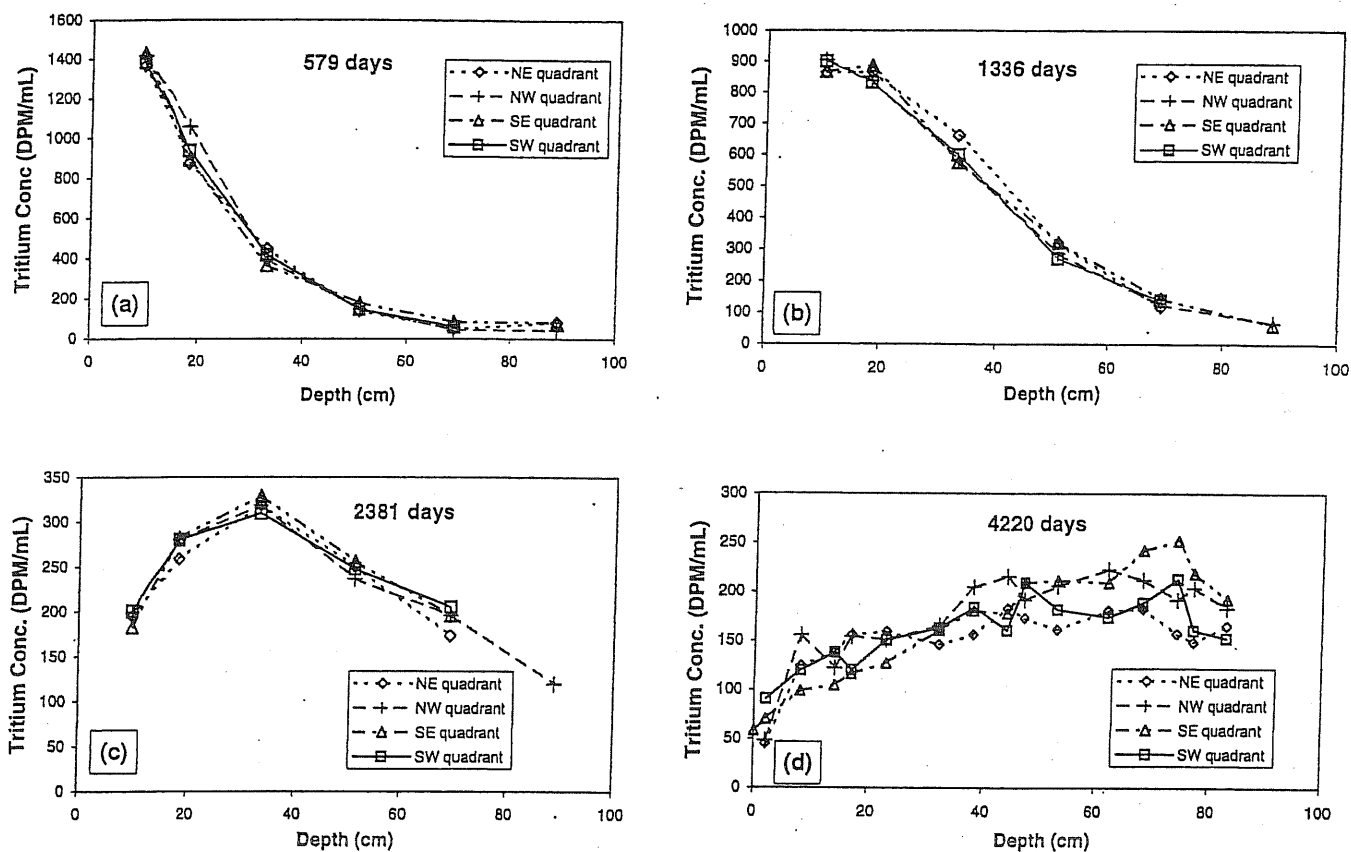 1600
1400
1200
1000
800
600
400
200
0
Tritium Conc (DPM/mL)
579 days
NE quadrant
NW quadrant
SE quadrant
SW quadrant
(a)
0 20 40 60 80 100
Depth (cm)
1000
900
800
700
600
500
400
300
200
100
0
Tritium Conc. (DPM/mL)
1336 days
NE quadrant
NW quadrant
SE quadrant
SW quadrant
(b)
0 20 40 60 80 100
Depth (cm)
350
300
250
200
150
100
50
0
Tritium Conc. (DPM/mL)
2381 days
NE quadrant
NW quadrant
SE quadrant
SW quadrant
(c)
0 20 40 60 80 100
Depth (cm)
300
250
200
150
100
50
0
Tritium Conc. (DPM/mL)
4220 days
NE quadrant
NW quadrant
SE quadrant
SW quadrant
(d)
0 20 40 60 80 100
Depth (cm)